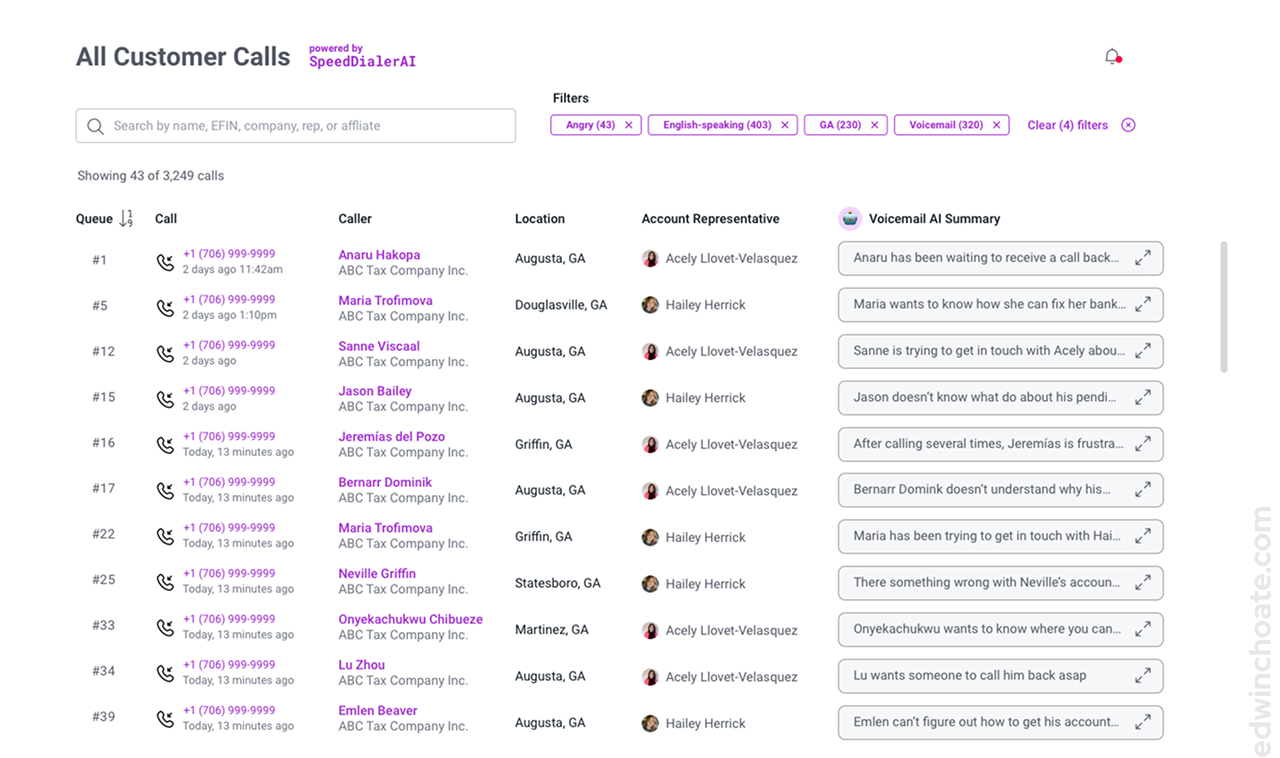 All Customer Calls
powered by
SpeedDialerAI
Filters
Search by name, EFIN, company, rep, or affliate
Angry (43) × English-speaking (403) × GA (230) × Voicemail (320) × Clear (4) filters
Showing 43 of 3,249 calls
Queue Call Caller Location Account Representative Voicemail AI Summary
#1 +1 (706) 999-9999 Anaru Hakopa Augusta, GA Acely Llovet-Velasquez Anaru has been waiting to receive a call back...
2 days ago 11:42am ABC Tax Company Inc.
#5 +1 (706) 999-9999 Maria Trofimova Douglasville, GA Hailey Herrick Maria wants to know how she can fix her bank...
2 days ago 1:10pm ABC Tax Company Inc.
#12 +1 (706) 999-9999 Sanne Viscaal Augusta, GA Acely Llovet-Velasquez Sanne is trying to get in touch with Acely abou...
2 days ago ABC Tax Company Inc.
#15 +1 (706) 999-9999 Jason Bailey Augusta, GA Hailey Herrick Jason doesn’t know what do about his pendi...
2 days ago ABC Tax Company Inc.
#16 +1 (706) 999-9999 Jeremías del Pozo Griffin, GA Acely Llovet-Velasquez After calling several times, Jeremías is frustra...
Today, 13 minutes ago ABC Tax Company Inc.
#17 +1 (706) 999-9999 Bernarr Dominik Augusta, GA Acely Llovet-Velasquez Bernarr Domink doesn’t understand why his...
Today, 13 minutes ago ABC Tax Company Inc.
#22 +1 (706) 999-9999 Maria Trofimova Griffin, GA Hailey Herrick Maria has been trying to get in touch with Hai...
Today, 13 minutes ago ABC Tax Company Inc.
#25 +1 (706) 999-9999 Neville Griffin Statesboro, GA Hailey Herrick There something wrong with Neville’s accoun...
Today, 13 minutes ago ABC Tax Company Inc.
#33 +1 (706) 999-9999 Onyekachukwu Chibueze Martinez, GA Acely Llovet-Velasquez Onyekachukwu wants to know where you can...
Today, 13 minutes ago ABC Tax Company Inc.
#34 +1 (706) 999-9999 Lu Zhou Augusta, GA Acely Llovet-Velasquez Lu wants someone to call him back asap
Today, 13 minutes ago ABC Tax Company Inc.
#39 +1 (706) 999-9999 Emlen Beaver Augusta, GA Hailey Herrick Emlen can’t figure out how to get his account...
Today, 13 minutes ago ABC Tax Company Inc.
edwinchoate.com